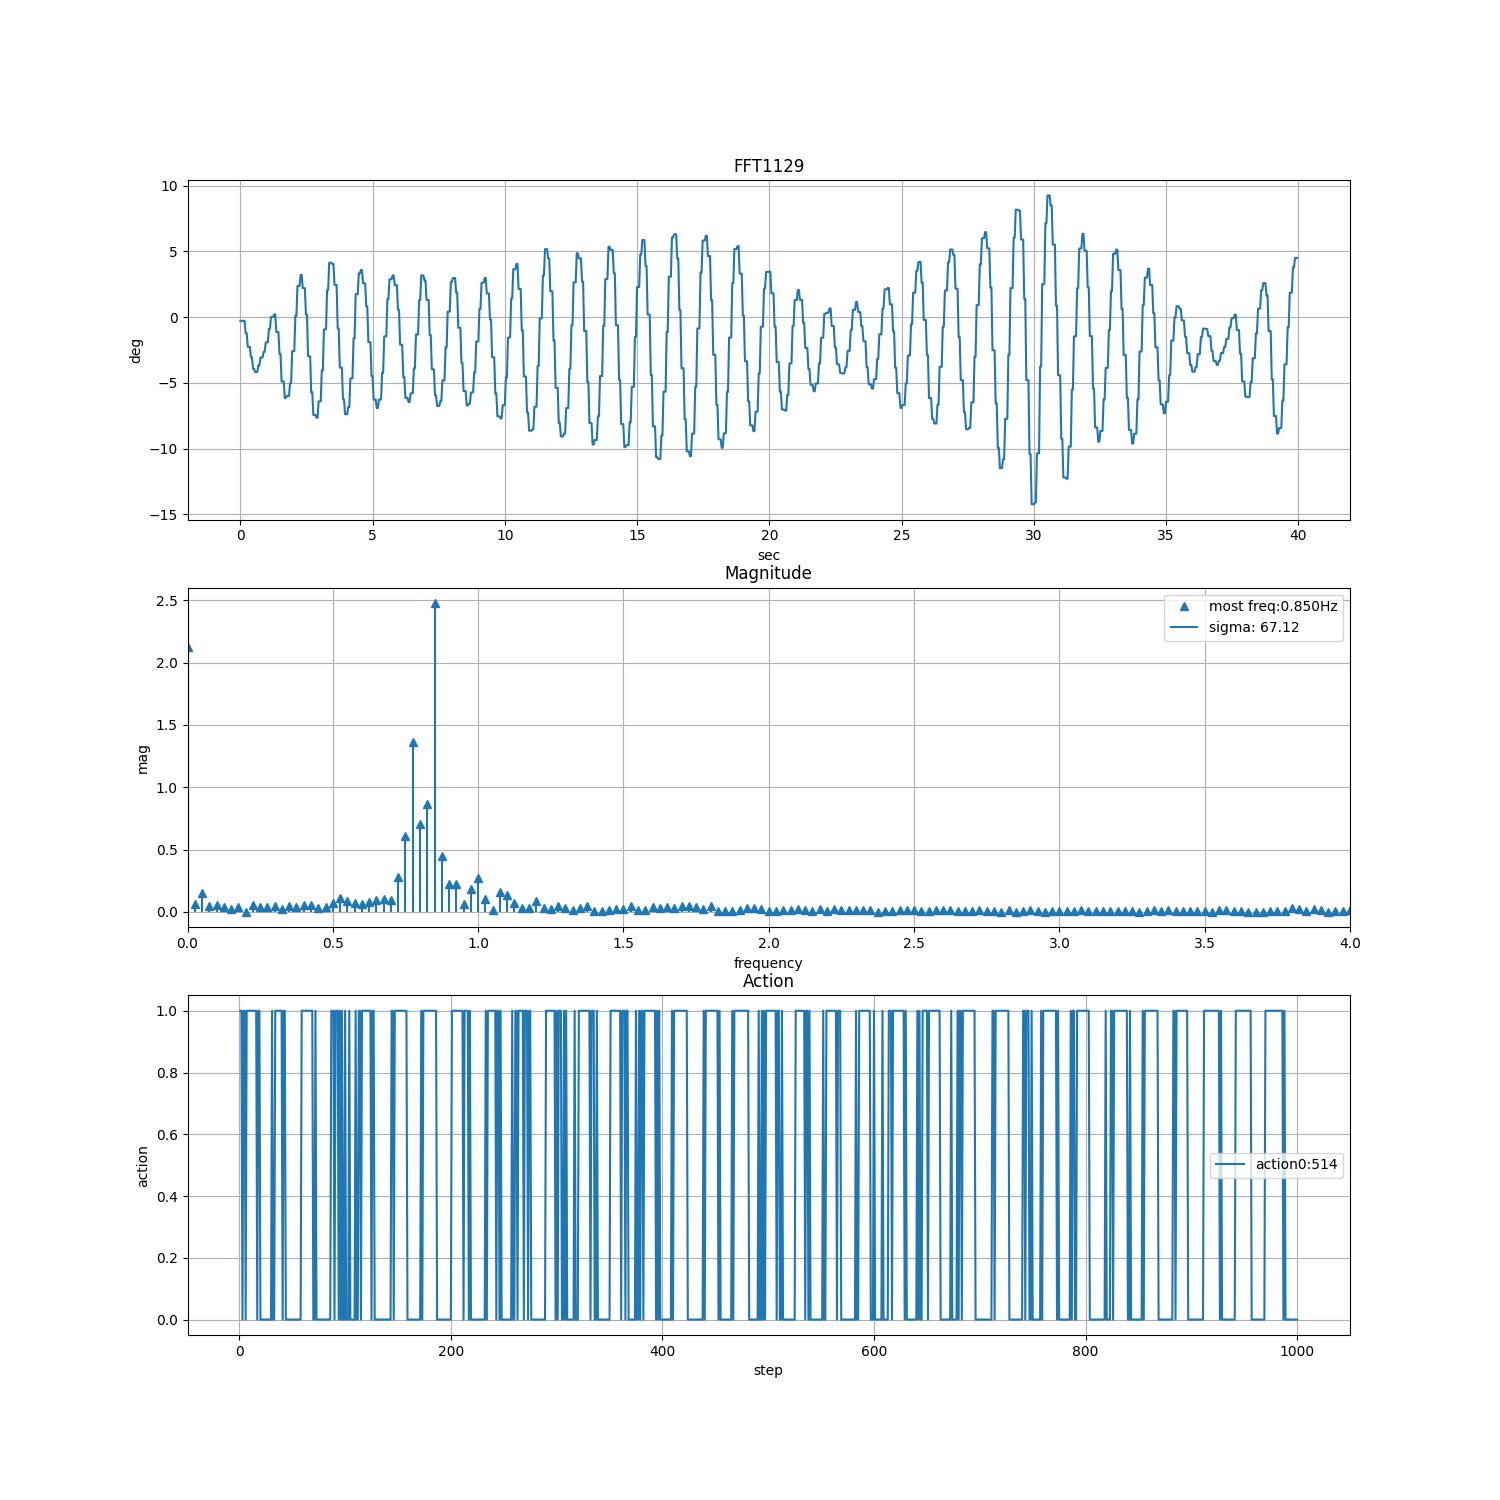 FFT1129
10
5
0
−5
−10
−15
deg
0 5 10 15 20 25 30 35 40
sec
Magnitude
2.5
2.0
1.5
1.0
0.5
0.0
mag
most freq:0.850Hz
sigma: 67.12
0.0 0.5 1.0 1.5 2.0 2.5 3.0 3.5 4.0
frequency
Action
1.0
0.8
0.6
0.4
0.2
0.0
action
action0:514
0 200 400 600 800 1000
step